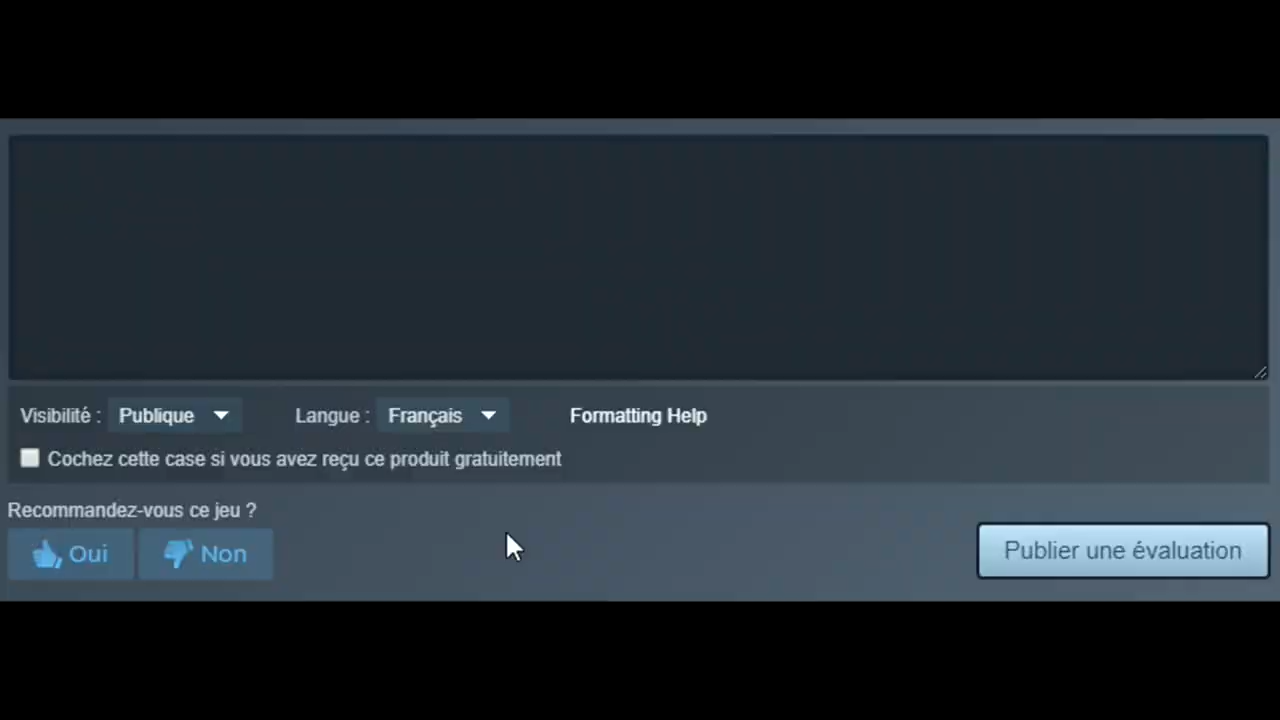 Visibilité : Publique Langue : Français Formatting Help
Cochez cette case si vous avez reçu ce produit gratuitement
Recommandez-vous ce jeu ?
Oui Non Publier une évaluation